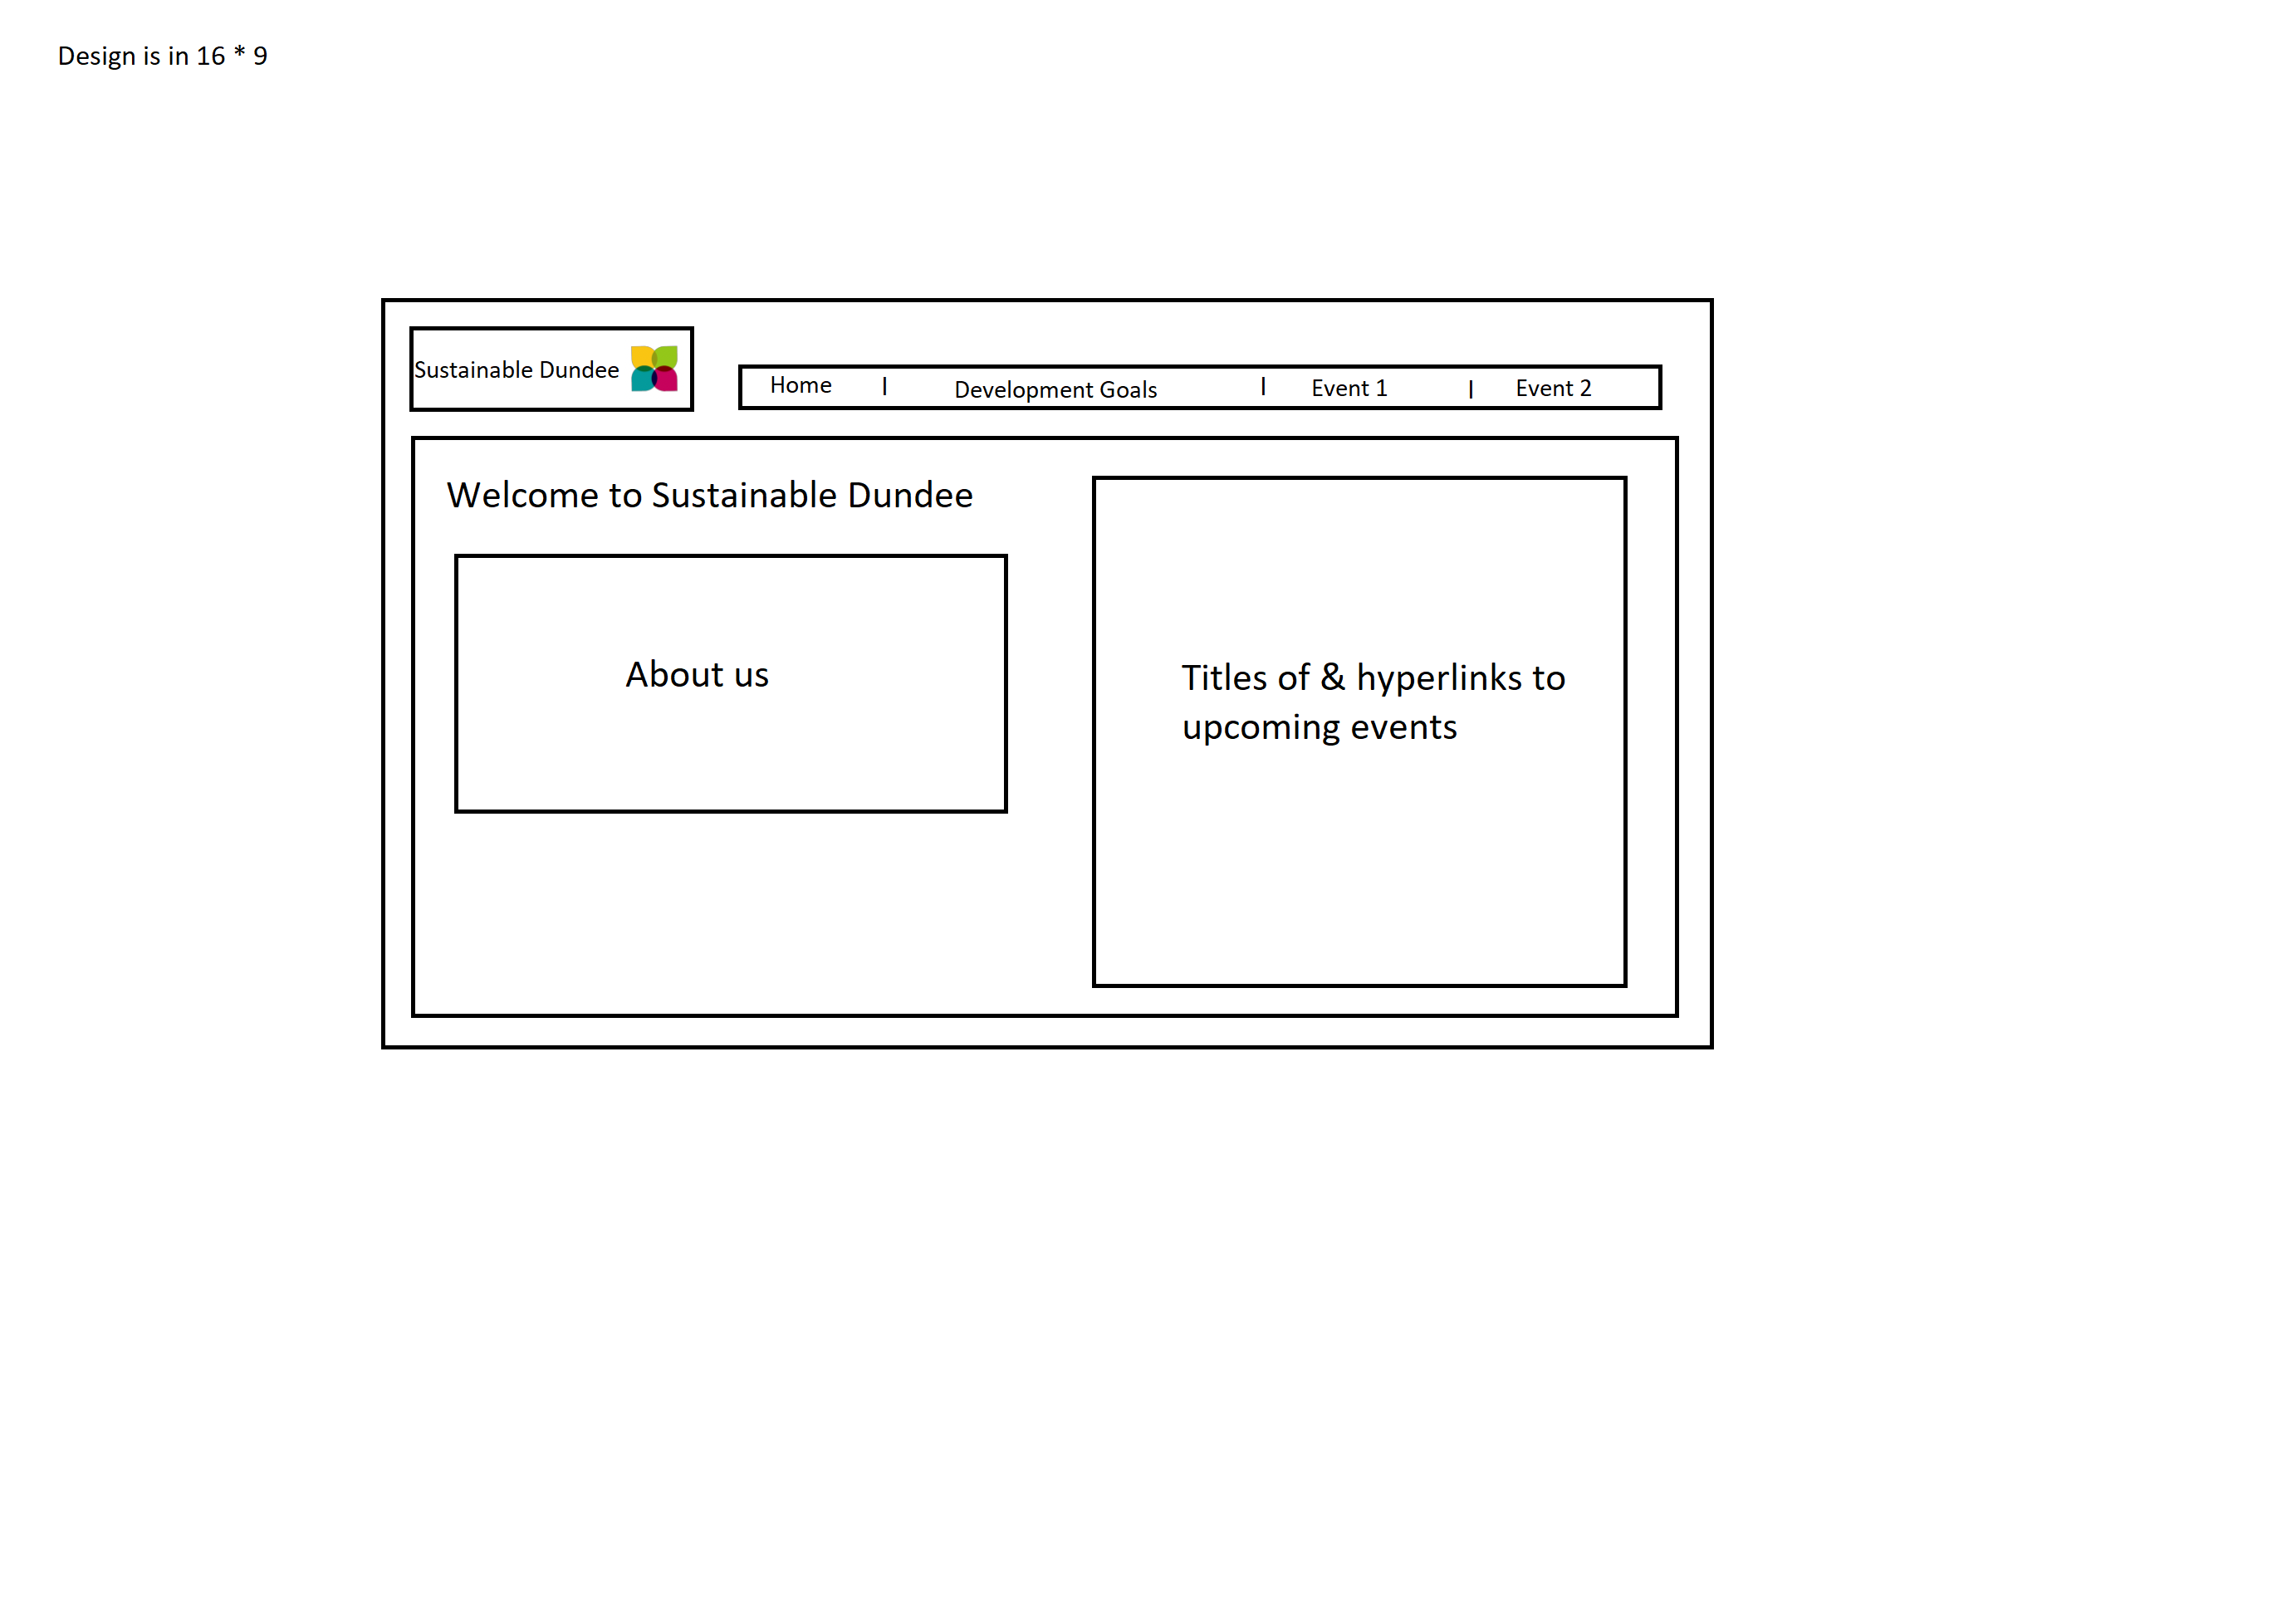 Design is in 16 * 9
Sustainable Dundee
Home | Development Goals | Event 1 | Event 2
Welcome to Sustainable Dundee
About us
Titles of & hyperlinks to
upcoming events